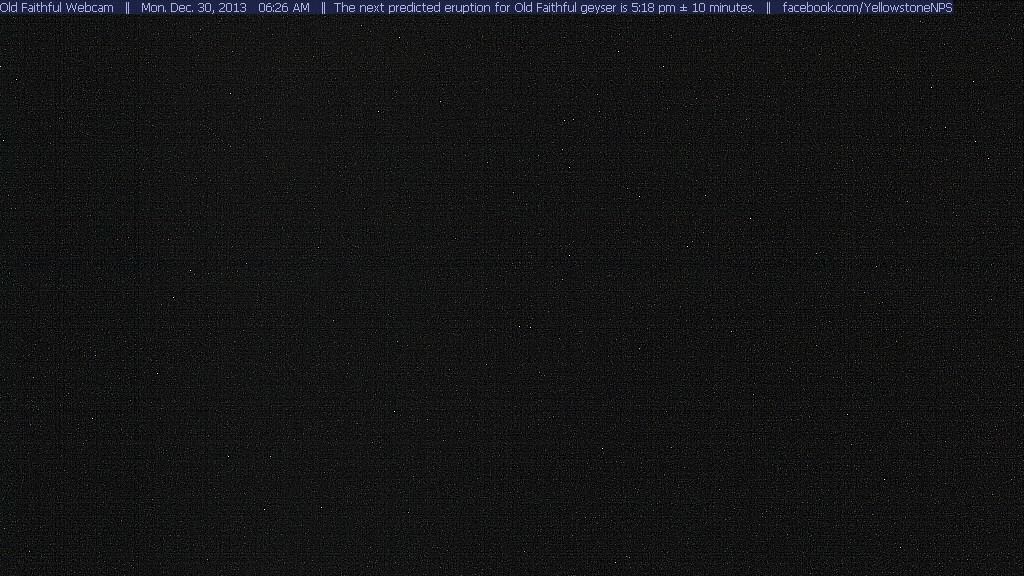 Old Faithful Webcam || Mon. Dec. 30, 2013 06:26 AM || The next predicted eruption for Old Faithful geyser is 5:18 pm ± 10 minutes. || facebook.com/YellowstoneNPS